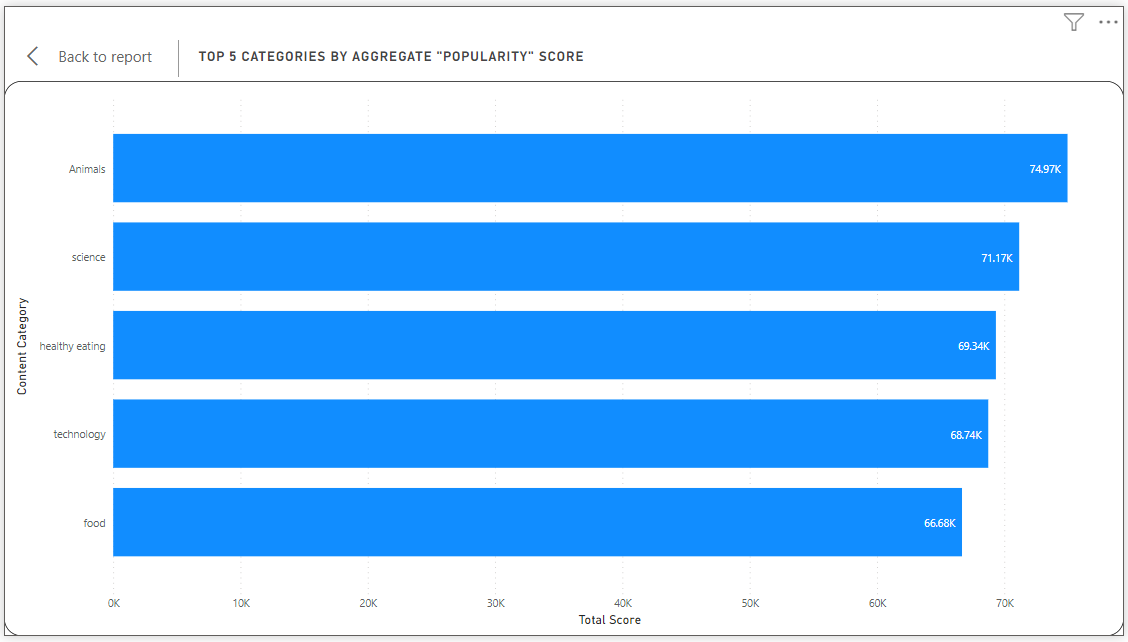 Back to report
TOP 5 CATEGORIES BY AGGREGATE "POPULARITY" SCORE
Content Category
Animals 74.97K
science 71.17K
healthy eating 69.34K
technology 68.74K
food 66.68K
0K 10K 20K 30K 40K 50K 60K 70K
Total Score